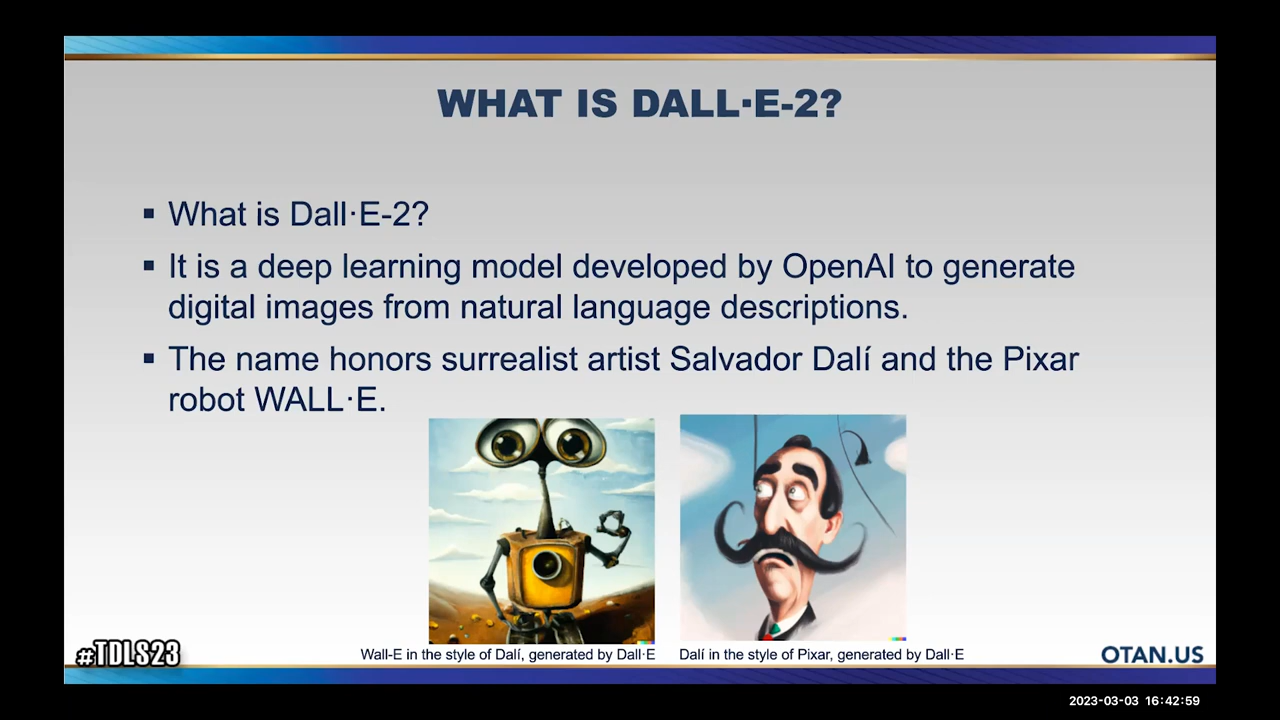 WHAT IS DALL·E-2?
▪ What is Dall·E-2?
▪ It is a deep learning model developed by OpenAI to generate
digital images from natural language descriptions.
▪ The name honors surrealist artist Salvador Dalí and the Pixar
robot WALL·E.
Wall-E in the style of Dalí, generated by Dall·E
Dalí in the style of Pixar, generated by Dall·E
#TDLS23
OTAN.US
2023-03-03 16:42:59